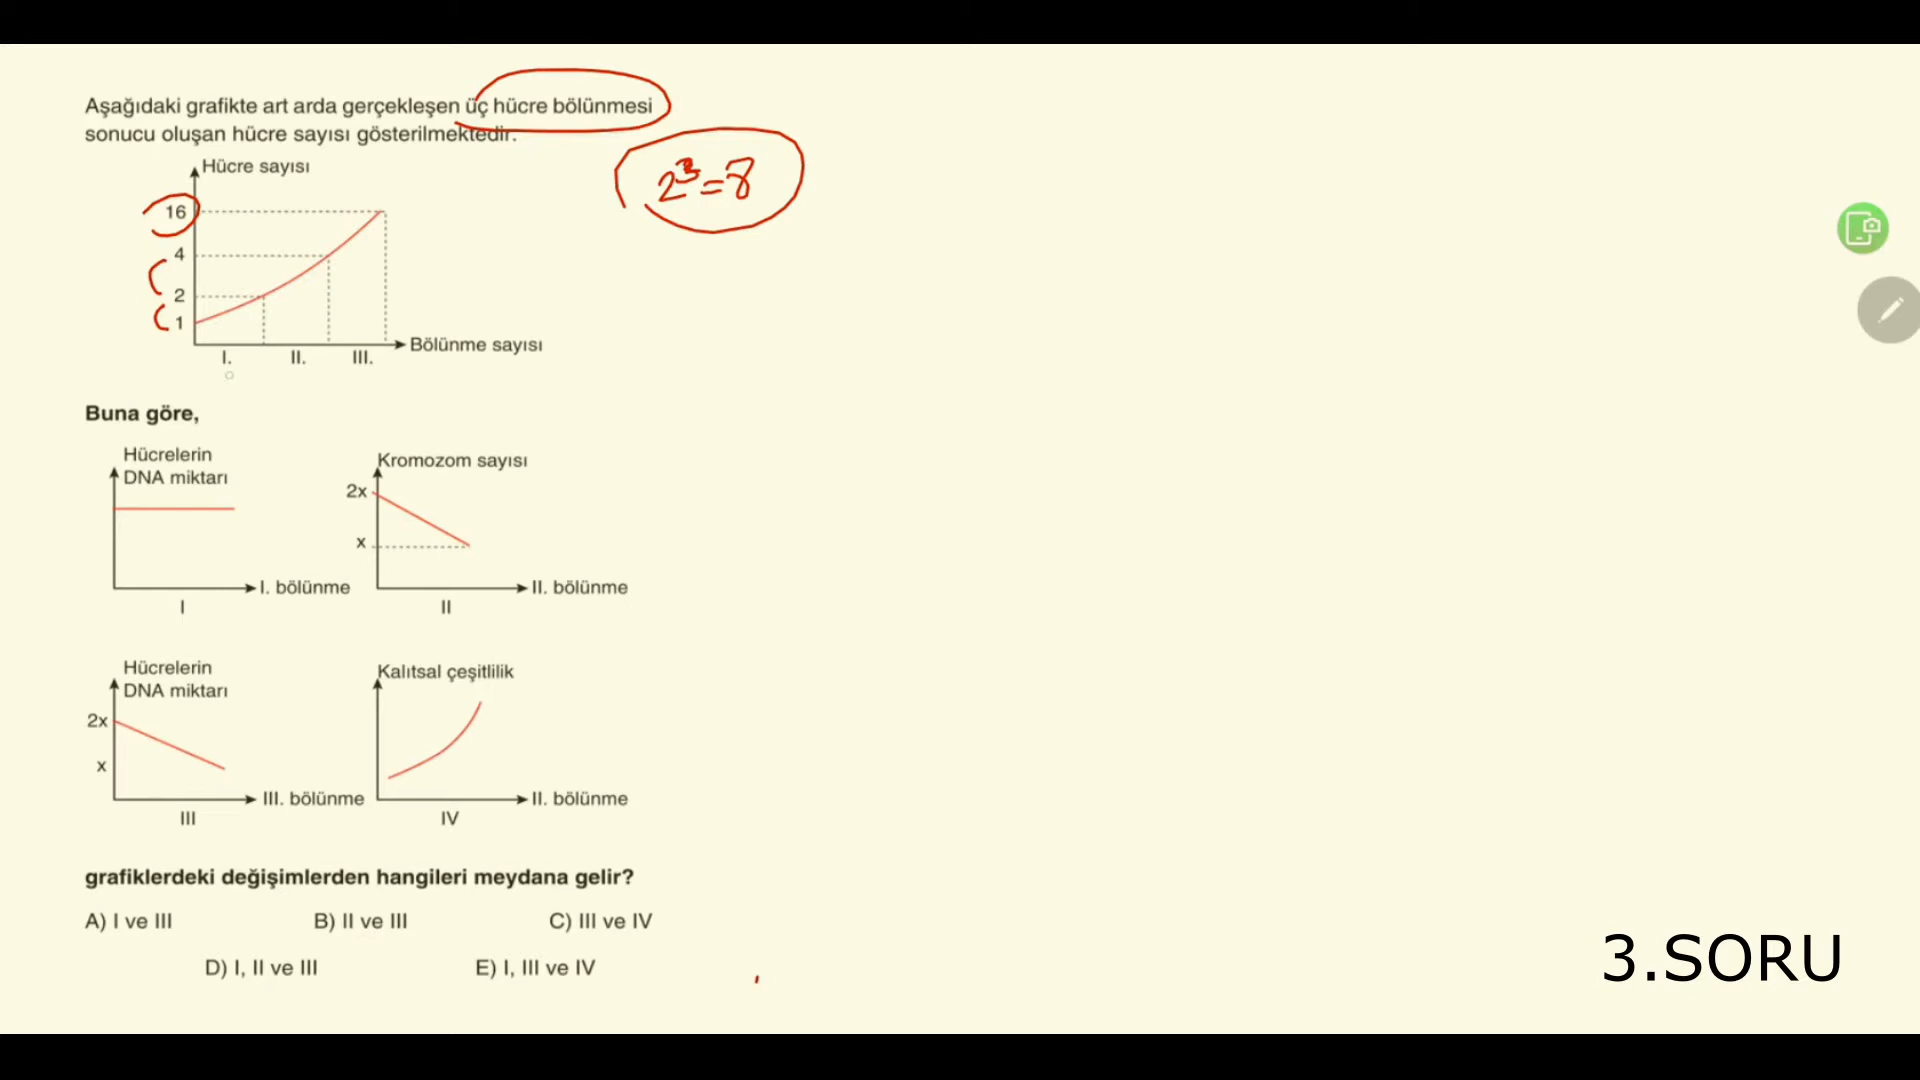 Aşağıdaki grafikte art arda gerçekleşen üç hücre bölünmesi
sonucu oluşan hücre sayısı gösterilmektedir.
2³=8
Hücre sayısı
16
4
2
1
I. II. III.
Bölünme sayısı
Buna göre,
Hücrelerin
DNA miktarı
I. bölünme
I
Kromozom sayısı
2x
x
II. bölünme
II
Hücrelerin
DNA miktarı
2x
x
III. bölünme
III
Kalıtsal çeşitlilik
II. bölünme
IV
grafiklerdeki değişimlerden hangileri meydana gelir?
A) I ve III B) II ve III C) III ve IV
D) I, II ve III E) I, III ve IV
3.SORU